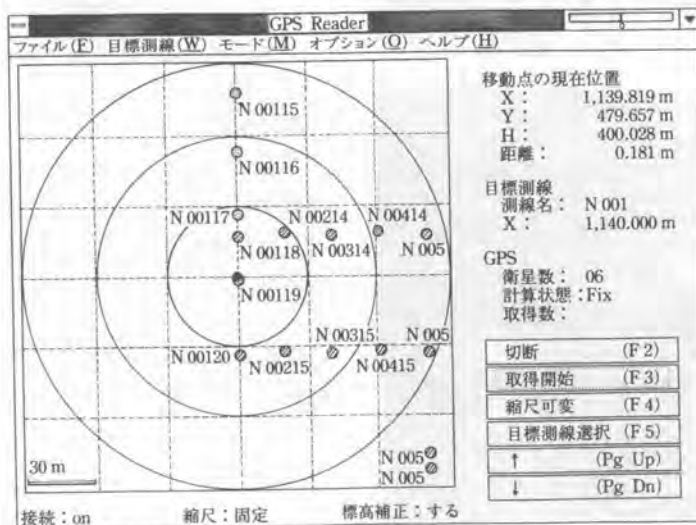 GPS Reader
ファイル(F) 目標測線(W) モード(M) オプション(O) ヘルプ(H)
N 00115
N 00116
N 00117
N 00214
N 00414
N 00118
N 00314
N 005
N 00119
N 00315
N 005
N 00120
N 00215
N 00415
N 005
N 005
30 m
移動点の現在位置
X： 1,139.819 m
Y： 479.657 m
H： 400.028 m
距離： 0.181 m
目標測線
測線名： N 001
X： 1,140.000 m
GPS
衛星数： 06
計算状態：Fix
取得数：
切断 (F 2)
取得開始 (F 3)
縮尺可変 (F 4)
目標測線選択 (F 5)
↑ (Pg Up)
↓ (Pg Dn)
接続：on 縮尺：固定 標高補正：する